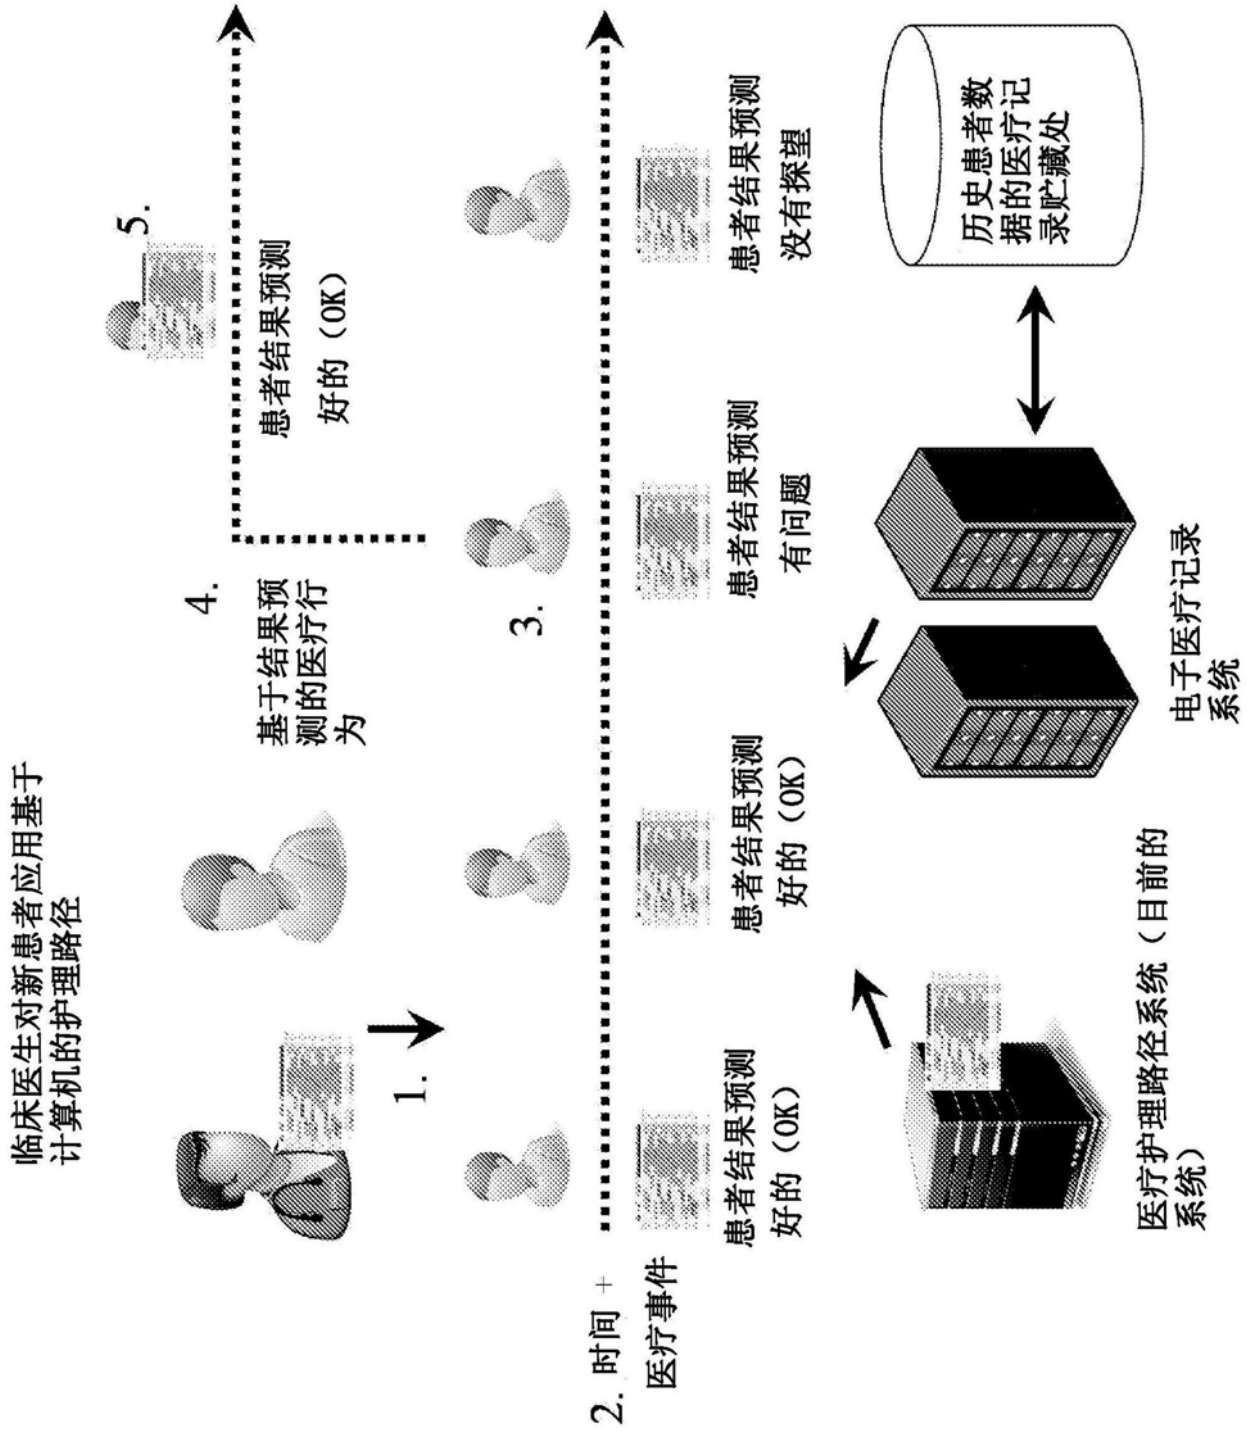 临床医生对新患者应用基于
计算机的护理路径
1.
4.
基于结果预
测的医疗行
为
5.
患者结果预测
好的（OK）
3.
2. 时间 +
医疗事件
患者结果预测
好的（OK）
患者结果预测
好的（OK）
患者结果预测
有问题
患者结果预测
没有探望
医疗护理路径系统（目前的
系统）
电子医疗记录
系统
历史患者数
据的医疗记
录贮藏处